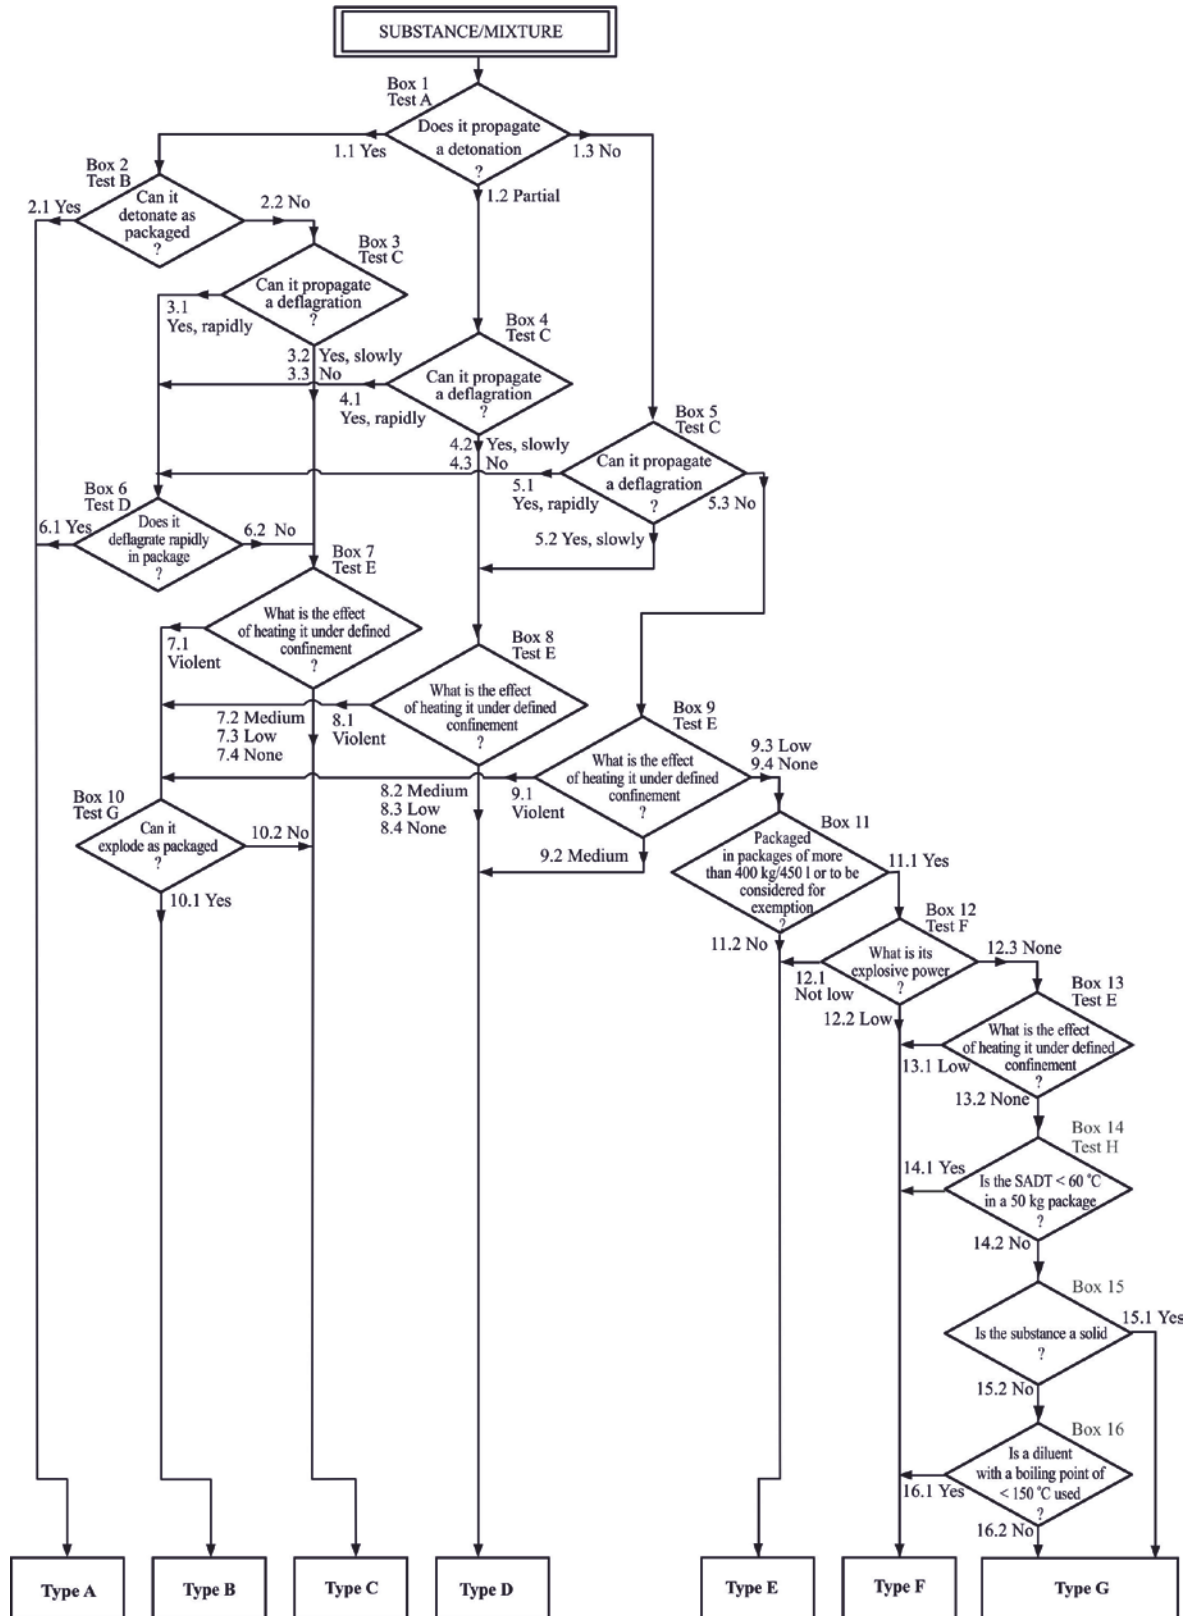 SUBSTANCE/MIXTURE
Box 1
Test A
Does it propagate
a detonation
?
1.1 Yes
1.3 No
1.2 Partial
Box 2
Test B
Can it
detonate as
packaged
?
2.1 Yes
2.2 No
Box 3
Test C
Can it propagate
a deflagration
?
3.1
Yes, rapidly
3.2 Yes, slowly
3.3 No
Box 4
Test C
Can it propagate
a deflagration
?
4.1
Yes, rapidly
4.2 Yes, slowly
4.3 No
Box 5
Test C
Can it propagate
a deflagration
?
5.1
Yes, rapidly
5.3 No
5.2 Yes, slowly
Box 6
Test D
Does it
deflagrate rapidly
in package
?
6.1 Yes
6.2 No
Box 7
Test E
What is the effect
of heating it under defined
confinement
?
7.1
Violent
7.2 Medium
7.3 Low
7.4 None
Box 8
Test E
What is the effect
of heating it under defined
confinement
?
8.1
Violent
8.2 Medium
8.3 Low
8.4 None
Box 9
Test E
What is the effect
of heating it under defined
confinement
?
9.1
Violent
9.3 Low
9.4 None
9.2 Medium
Box 10
Test G
Can it
explode as packaged
?
10.2 No
10.1 Yes
Box 11
Packaged
in packages of more
than 400 kg/450 l or to be
considered for
exemption
?
11.1 Yes
11.2 No
Box 12
Test F
What is its
explosive power
?
12.1
Not low
12.3 None
12.2 Low
Box 13
Test E
What is the effect
of heating it under defined
confinement
?
13.1 Low
13.2 None
Box 14
Test H
Is the SADT < 60 °C
in a 50 kg package
?
14.1 Yes
14.2 No
Box 15
Is the substance a solid
?
15.1 Yes
15.2 No
Box 16
Is a diluent
with a boiling point of
< 150 °C used
?
16.1 Yes
16.2 No
Type A
Type B
Type C
Type D
Type E
Type F
Type G